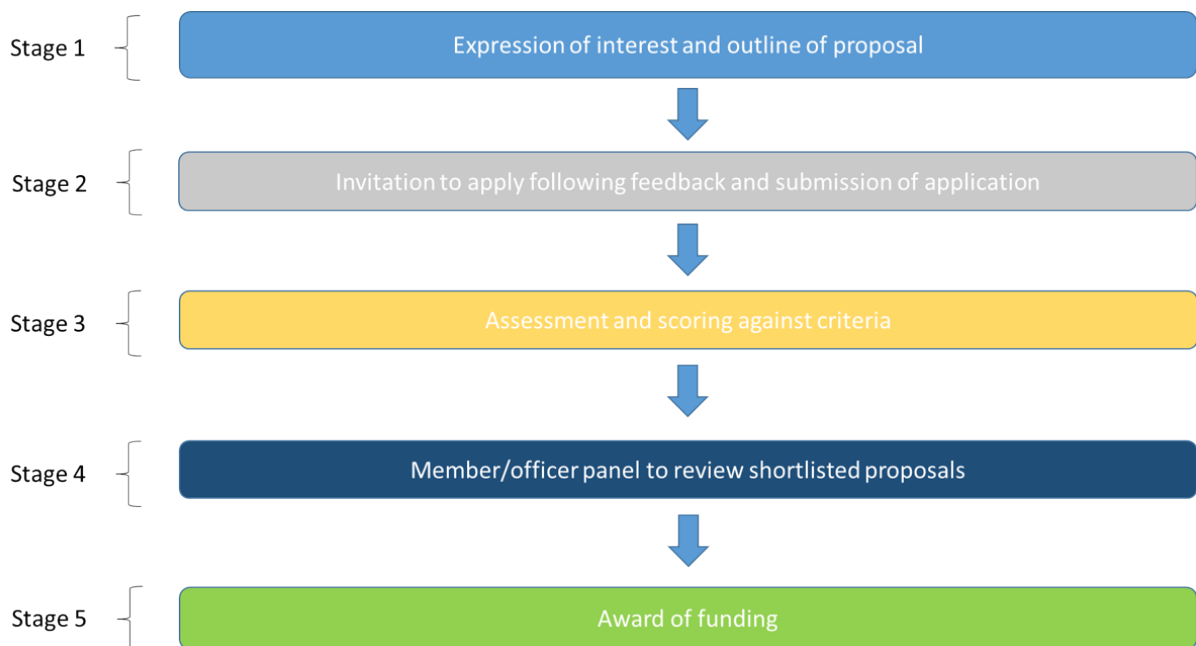 Stage 1
Expression of interest and outline of proposal
Stage 2
Invitation to apply following feedback and submission of application
Stage 3
Assessment and scoring against criteria
Stage 4
Member/officer panel to review shortlisted proposals
Stage 5
Award of funding